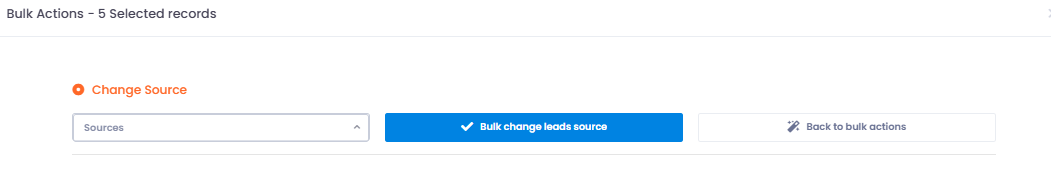 Bulk Actions - 5 Selected records
Change Source
Sources
Bulk change leads source
Back to bulk actions